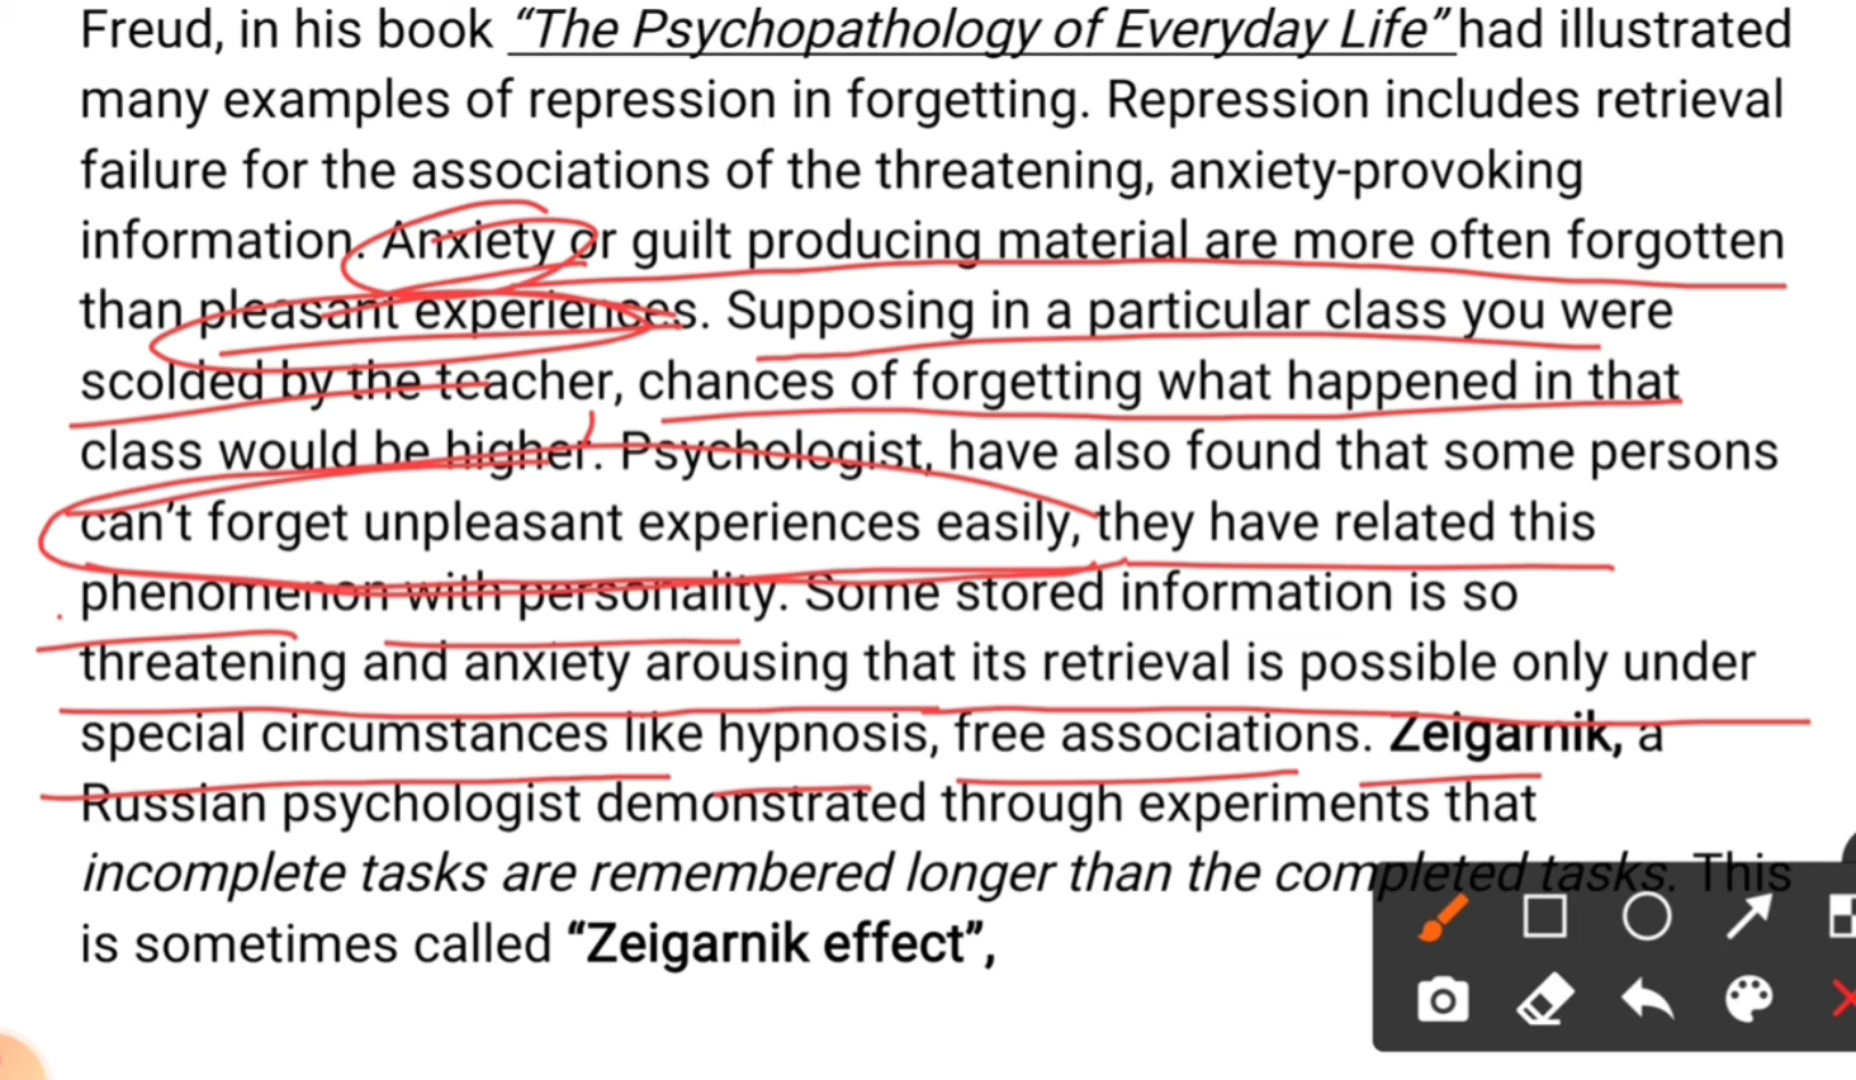 Freud, in his book “The Psychopathology of Everyday Life” had illustrated
many examples of repression in forgetting. Repression includes retrieval
failure for the associations of the threatening, anxiety-provoking
information. Anxiety or guilt producing material are more often forgotten
than pleasant experienses. Supposing in a particular class you were
scolded by the teacher, chances of forgetting what happened in that
class would be higher. Psychologist, have also found that some persons
can’t forget unpleasant experiences easily, they have related this
phenomenon with personality. Some stored information is so
threatening and anxiety arousing that its retrieval is possible only under
special circumstances like hypnosis, free associations. Zeigarnik, a
Russian psychologist demonstrated through experiments that
incomplete tasks are remembered longer than the completed tasks. This
is sometimes called “Zeigarnik effect”,